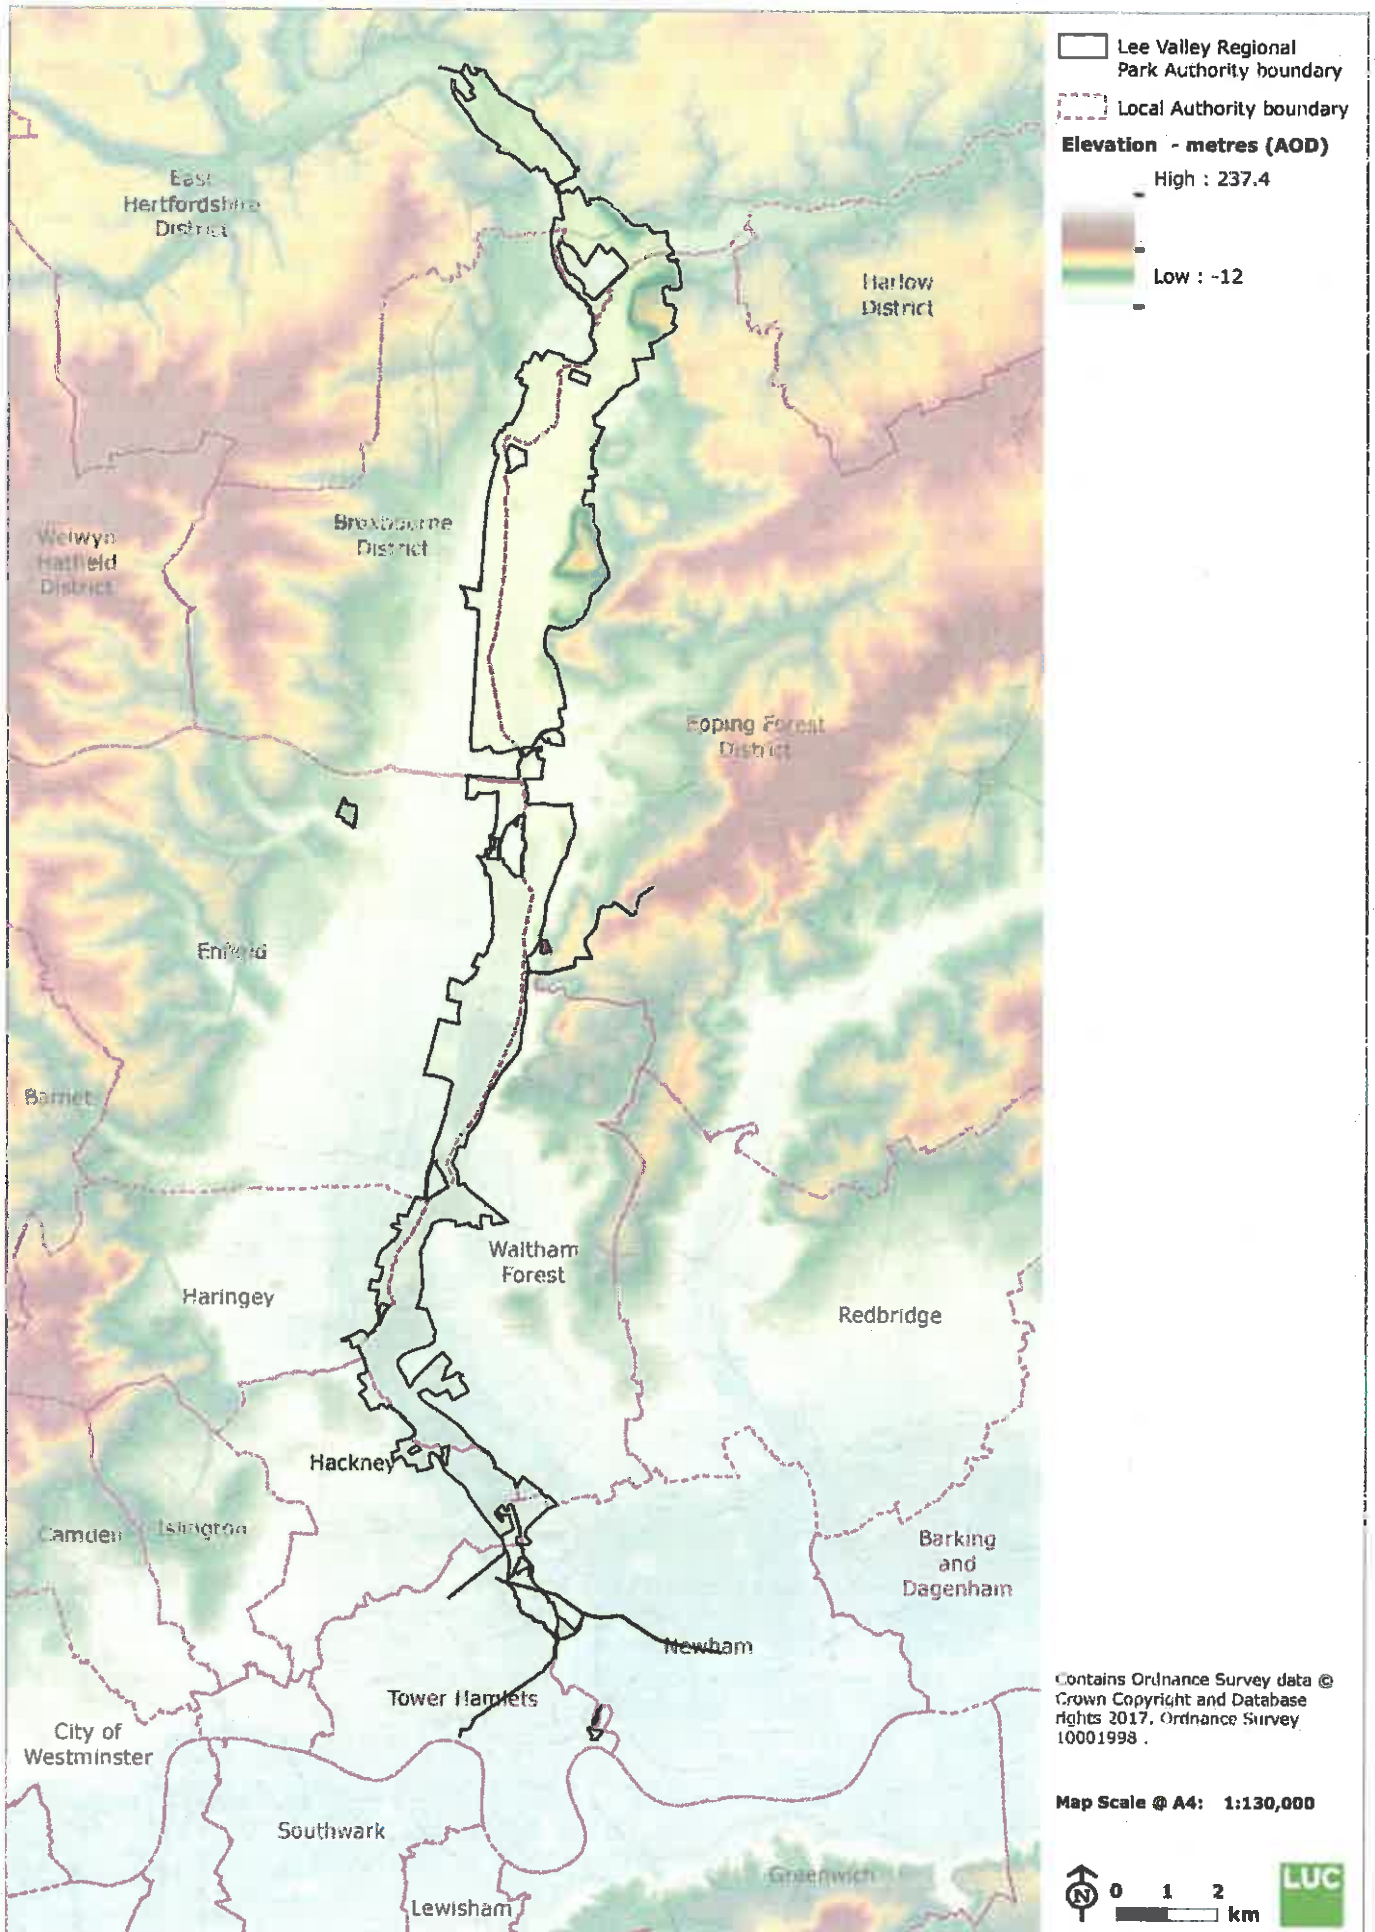 Lee Valley Regional
Park Authority boundary
Local Authority boundary
Elevation - metres (AOD)
High : 237.4
Low : -12
East
Hertfordshire
District
Harlow
District
Broxbourne
District
Welwyn
Hatfield
District
Epping Forest
District
Enfield
Barnet
Waltham
Forest
Haringey
Redbridge
Hackney
Camden
Islington
Barking
and
Dagenham
Newham
Tower Hamlets
City of
Westminster
Southwark
Greenwich
Lewisham
Contains Ordnance Survey data ©
Crown Copyright and Database
rights 2017. Ordnance Survey
10001998 .
Map Scale @ A4: 1:130,000
N
0 1 2
km
LUC